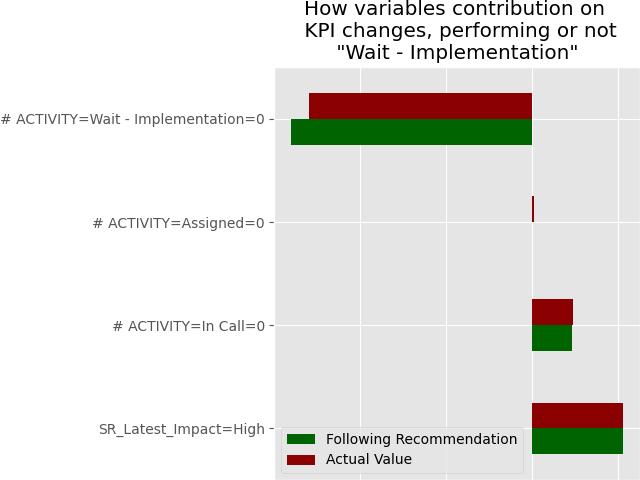 How variables contribution on
KPI changes, performing or not
"Wait - Implementation"
# ACTIVITY=Wait - Implementation=0
# ACTIVITY=Assigned=0
# ACTIVITY=In Call=0
SR_Latest_Impact=High
Following Recommendation
Actual Value